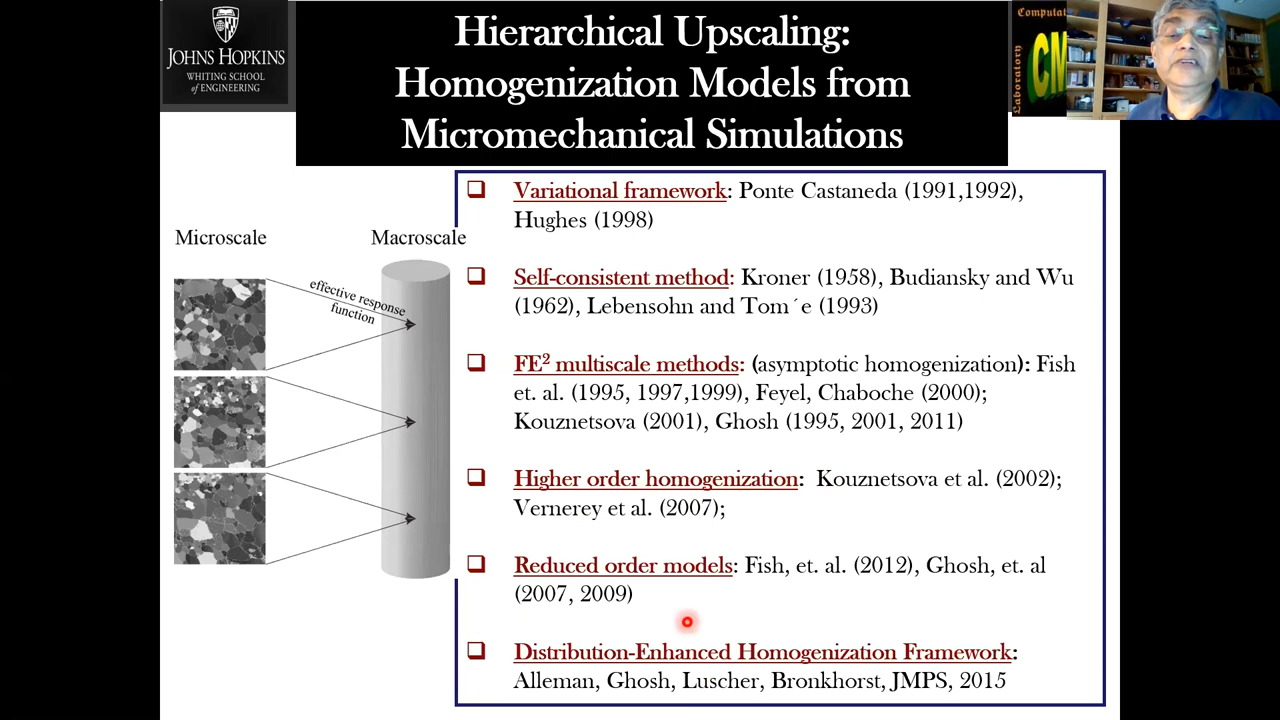 JOHNS HOPKINS
WHITING SCHOOL
of ENGINEERING
Hierarchical Upscaling:
Homogenization Models from
Micromechanical Simulations
Laboratory
CM
Microscale
Macroscale
effective response
function
❑ Variational framework: Ponte Castaneda (1991,1992),
Hughes (1998)
❑ Self-consistent method: Kroner (1958), Budiansky and Wu
(1962), Lebensohn and Tom´e (1993)
❑ FE² multiscale methods: (asymptotic homogenization): Fish
et. al. (1995, 1997,1999), Feyel, Chaboche (2000);
Kouznetsova (2001), Ghosh (1995, 2001, 2011)
❑ Higher order homogenization: Kouznetsova et al. (2002);
Vernerey et al. (2007);
❑ Reduced order models: Fish, et. al. (2012), Ghosh, et. al
(2007, 2009)
❑ Distribution-Enhanced Homogenization Framework:
Alleman, Ghosh, Luscher, Bronkhorst, JMPS, 2015